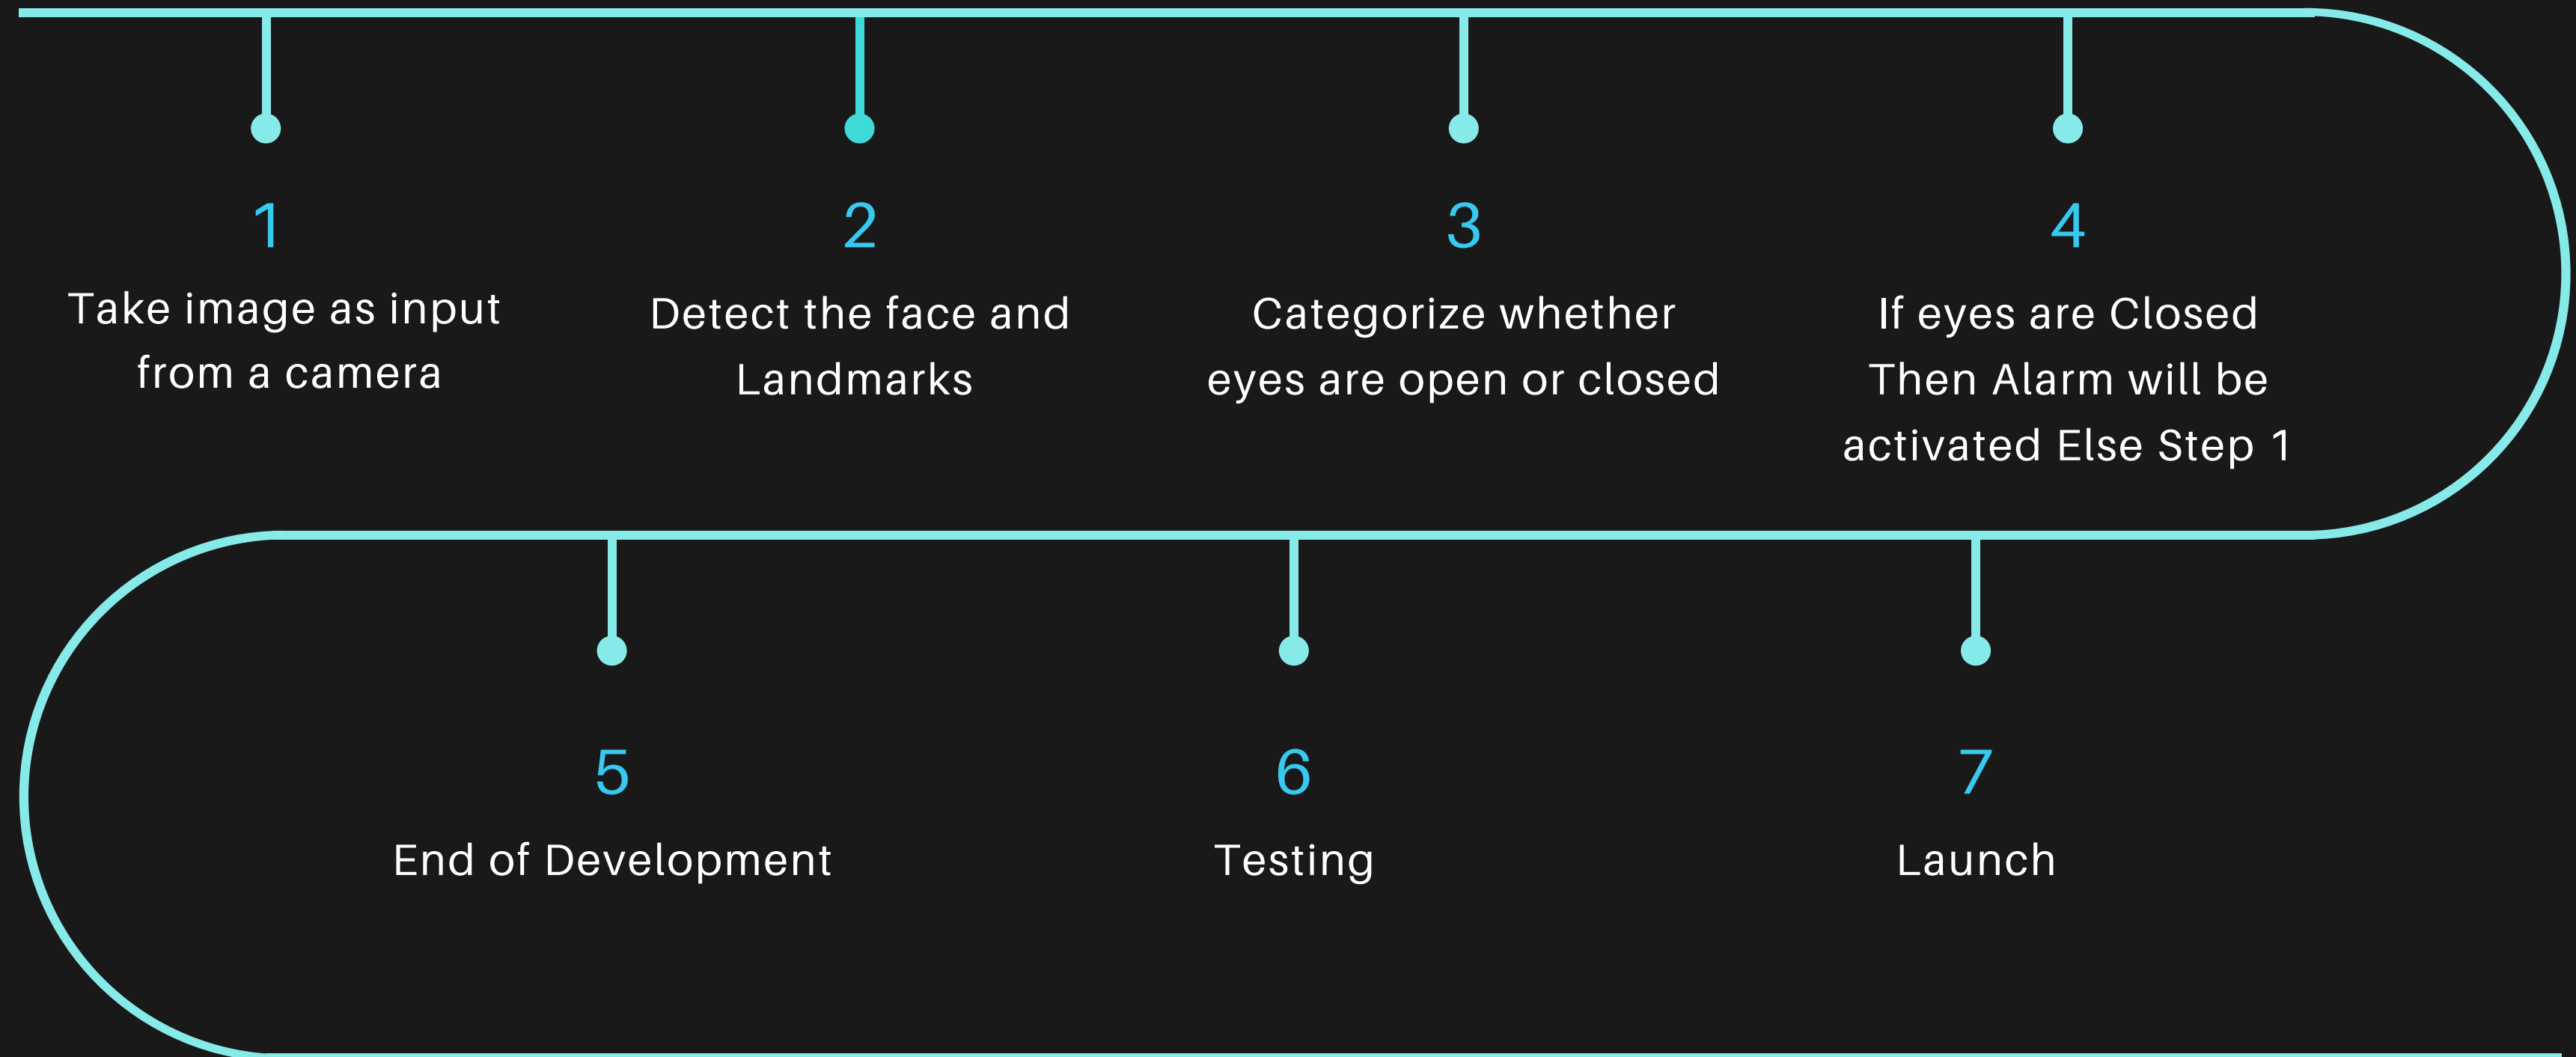 1
Take image as input
from a camera
2
Detect the face and
Landmarks
3
Categorize whether
eyes are open or closed
4
If eyes are Closed
Then Alarm will be
activated Else Step 1
5
End of Development
6
Testing
7
Launch